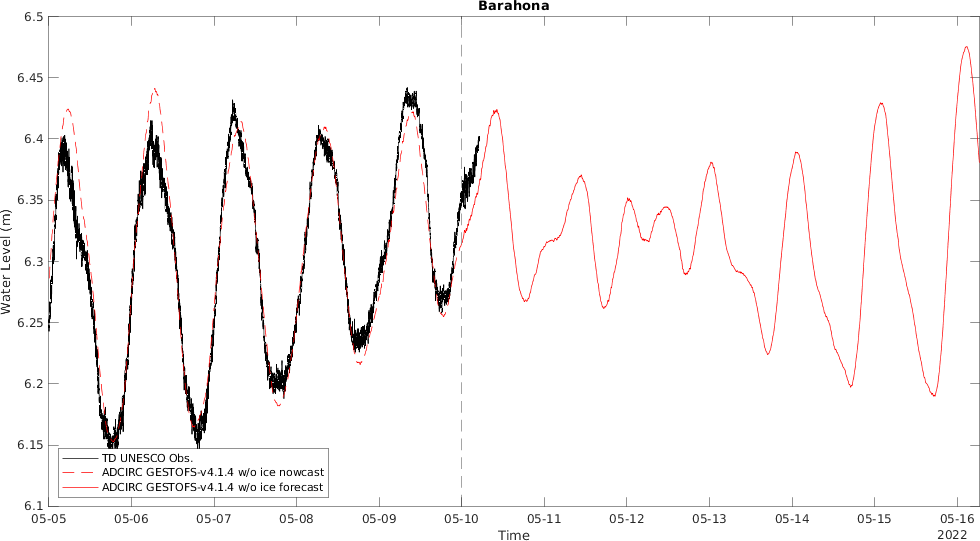 Barahona
6.5
6.45
6.4
6.35
6.3
6.25
6.2
6.15
6.1
Water Level (m)
TD UNESCO Obs.
ADCIRC GESTOFS-v4.1.4 w/o ice nowcast
ADCIRC GESTOFS-v4.1.4 w/o ice forecast
05-05 05-06 05-07 05-08 05-09 05-10 05-11 05-12 05-13 05-14 05-15 05-16
Time
2022